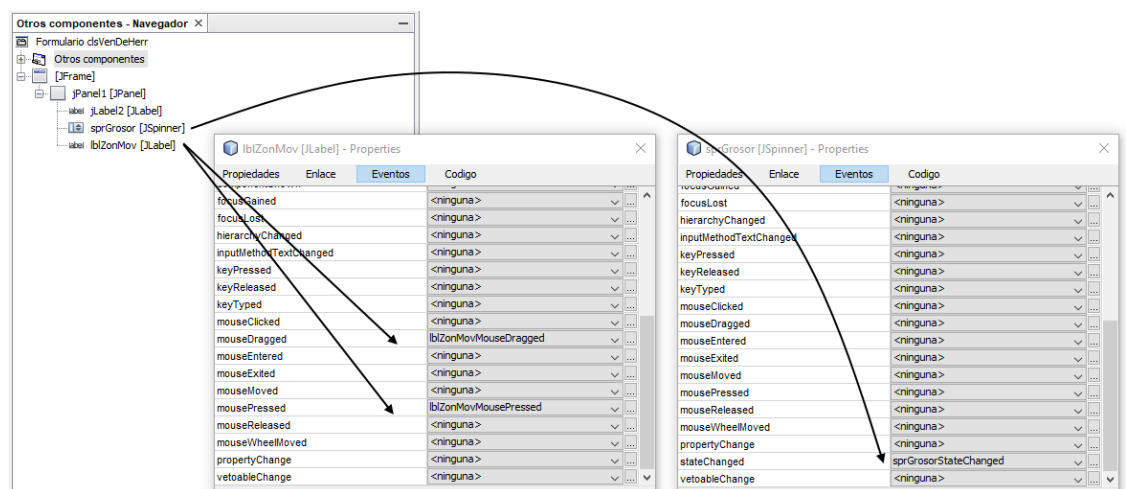 Otros componentes - Navegador ×
Formulario clsVenDeHerr
Otros componentes
[JFrame]
jPanel1 [JPanel]
label jLabel2 [JLabel]
sprGrosor [JSpinner]
label lblZonMov [JLabel]
lblZonMov [JLabel] - Properties
Propiedades Enlace Eventos Codigo
focusGained <ninguna>
focusLost <ninguna>
hierarchyChanged <ninguna>
inputMethodTextChanged <ninguna>
keyPressed <ninguna>
keyReleased <ninguna>
keyTyped <ninguna>
mouseClicked <ninguna>
mouseDragged lblZonMovMouseDragged
mouseEntered <ninguna>
mouseExited <ninguna>
mouseMoved <ninguna>
mousePressed lblZonMovMousePressed
mouseReleased <ninguna>
mouseWheelMoved <ninguna>
propertyChange <ninguna>
vetoableChange <ninguna>
sprGrosor [JSpinner] - Properties
Propiedades Enlace Eventos Codigo
focusGained <ninguna>
focusLost <ninguna>
hierarchyChanged <ninguna>
inputMethodTextChanged <ninguna>
keyPressed <ninguna>
keyReleased <ninguna>
keyTyped <ninguna>
mouseClicked <ninguna>
mouseDragged <ninguna>
mouseEntered <ninguna>
mouseExited <ninguna>
mouseMoved <ninguna>
mousePressed <ninguna>
mouseReleased <ninguna>
mouseWheelMoved <ninguna>
propertyChange <ninguna>
stateChanged sprGrosorStateChanged
vetoableChange <ninguna>